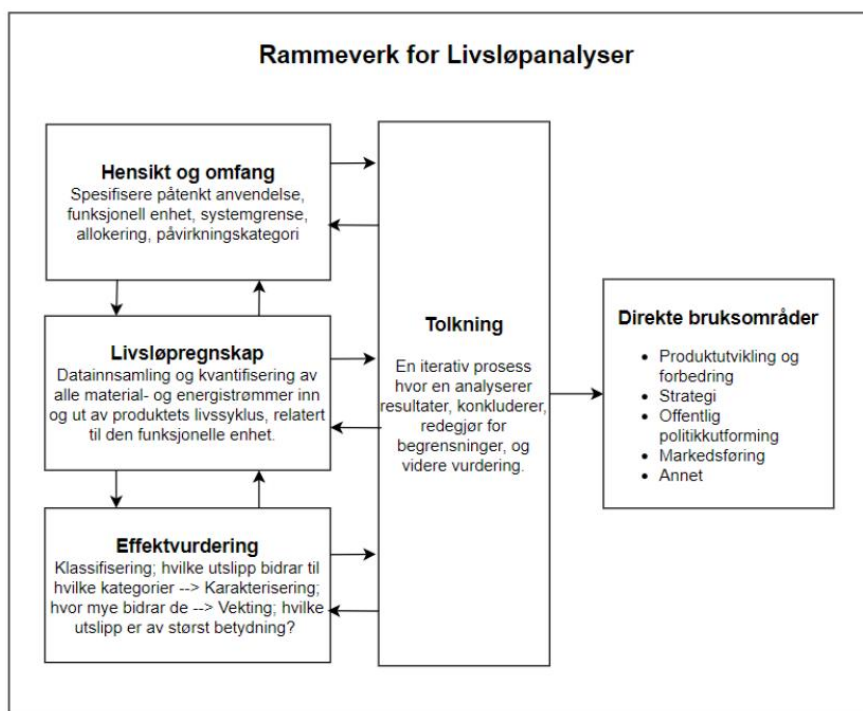 Rammeverk for Livsløpanalyser
Hensikt og omfang
Spesifisere påtenkt anvendelse,
funksjonell enhet, systemgrense,
allokering, påvirkningskategori
Livsløpregnskap
Datainnsamling og kvantifisering av
alle material- og energistrømmer inn
og ut av produktets livssyklus, relatert
til den funksjonelle enhet.
Effektvurdering
Klassifisering; hvilke utslipp bidrar til
hvilke kategorier --> Karakterisering;
hvor mye bidrar de --> Vekting; hvilke
utslipp er av størst betydning?
Tolkning
En iterativ prosess
hvor en analyserer
resultater, konkluderer,
redegjør for
begrensninger, og
videre vurdering.
Direkte bruksområder
• Produktutvikling og
forbedring
• Strategi
• Offentlig
politikkutforming
• Markedsføring
• Annet